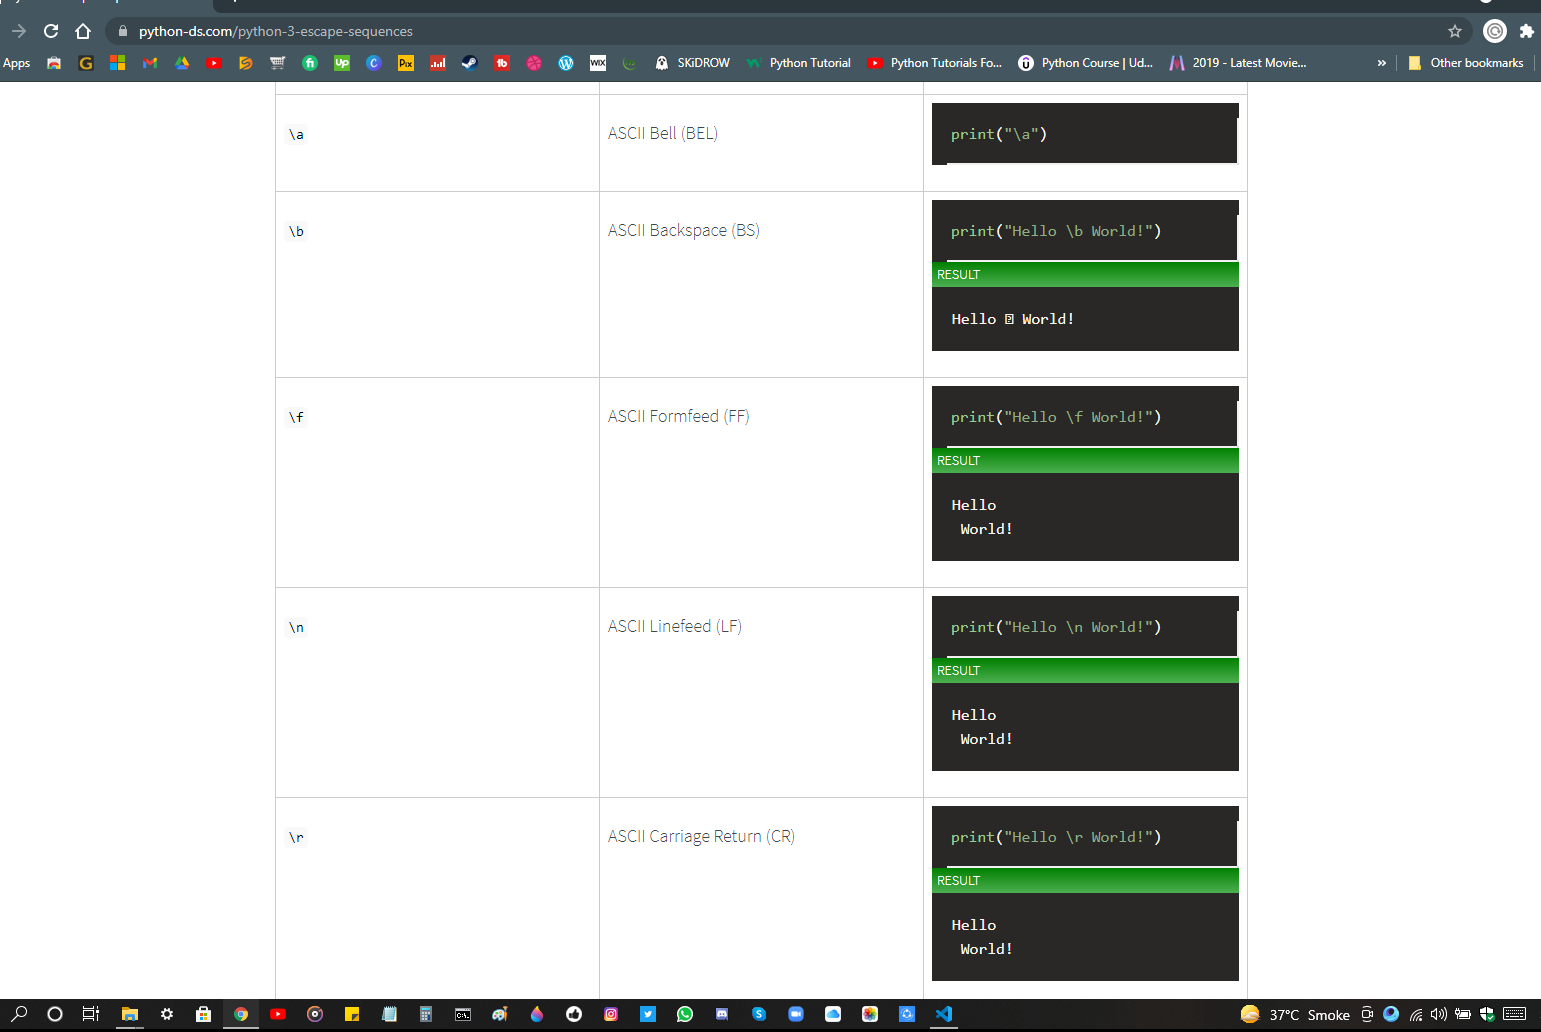 python-ds.com/python-3-escape-sequences
Apps
SKiDROW
Python Tutorial
Python Tutorials Fo...
Python Course | Ud...
2019 - Latest Movie...
»
Other bookmarks
\a ASCII Bell (BEL) print("\a")
\b ASCII Backspace (BS) print("Hello \b World!")
RESULT
Hello  World!
\f ASCII Formfeed (FF) print("Hello \f World!")
RESULT
Hello
World!
\n ASCII Linefeed (LF) print("Hello \n World!")
RESULT
Hello
World!
\r ASCII Carriage Return (CR) print("Hello \r World!")
RESULT
Hello
World!
37°C Smoke